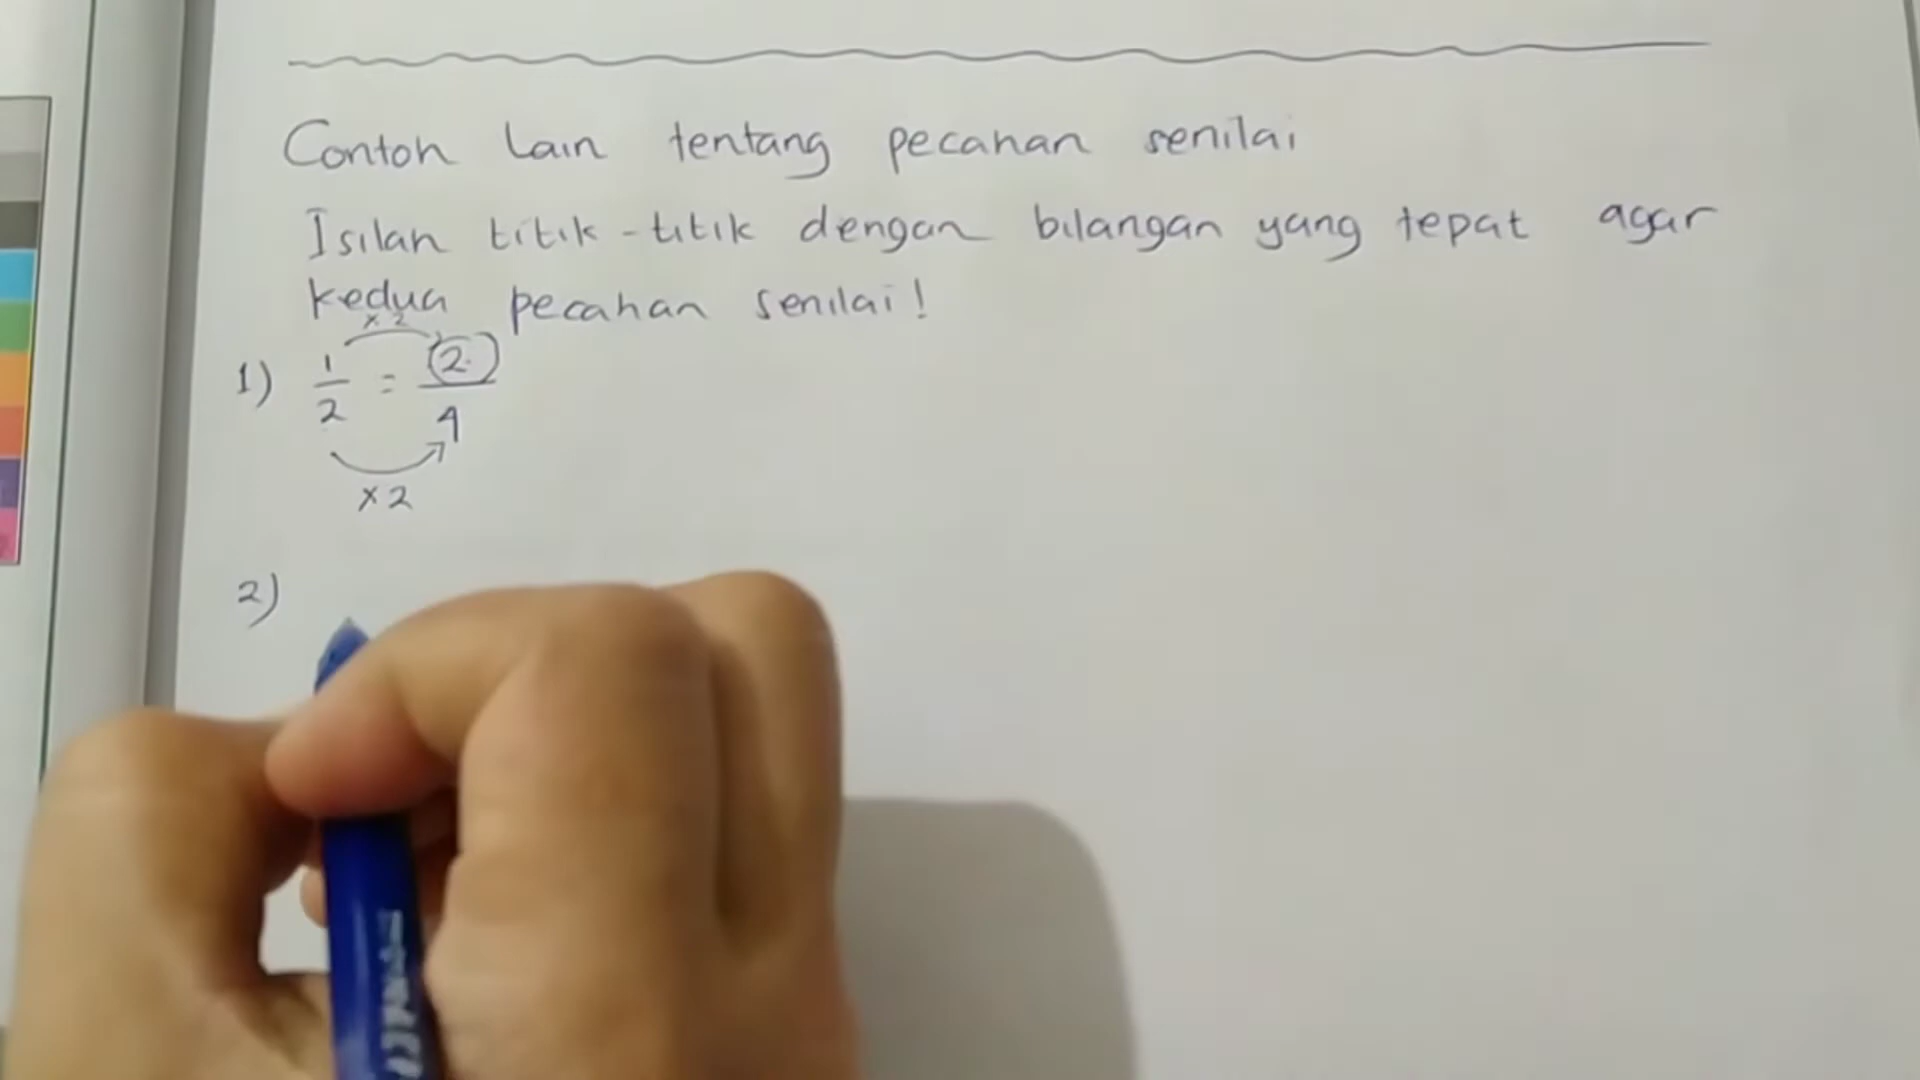 Contoh Lain tentang pecahan senilai
Isilah titik-titik dengan bilangan yang tepat agar
kedua pecahan senilai!
x 2
1) 1/2 = 2/4
x 2
2)